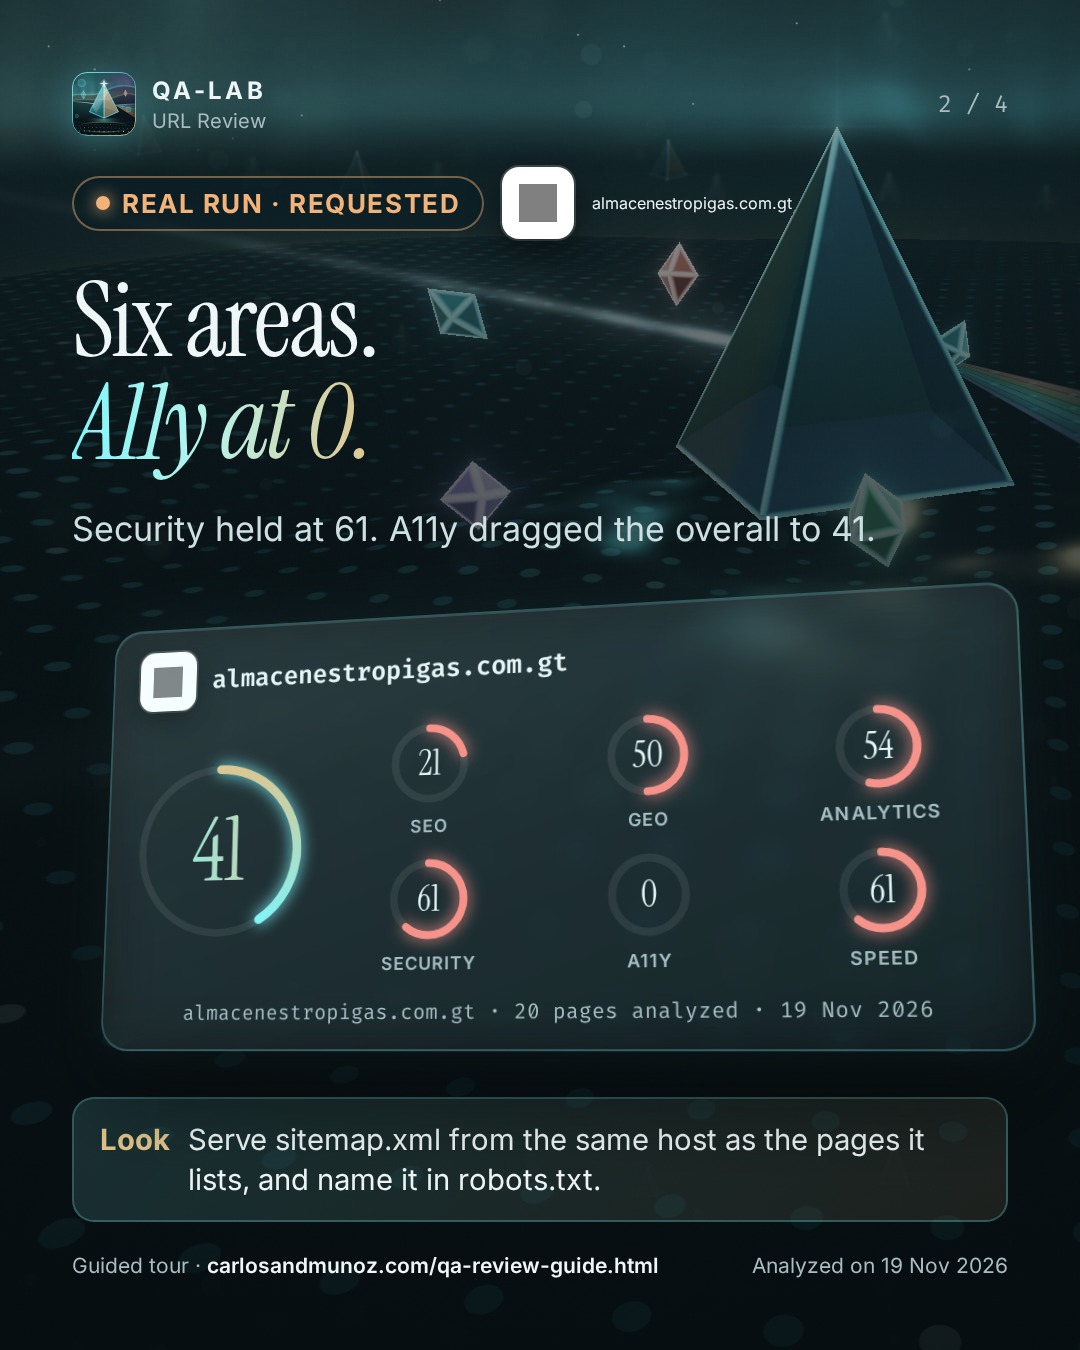 QA-LAB
URL Review
2 / 4
REAL RUN · REQUESTED
almacenestropigas.com.gt
Six areas.
A11y at 0.
Security held at 61. A11y dragged the overall to 41.
almacenestropigas.com.gt
41
21
SEO
50
GEO
54
ANALYTICS
61
SECURITY
0
A11Y
61
SPEED
almacenestropigas.com.gt · 20 pages analyzed · 19 Nov 2026
Look Serve sitemap.xml from the same host as the pages it
lists, and name it in robots.txt.
Guided tour · carlosandmunoz.com/qa-review-guide.html
Analyzed on 19 Nov 2026